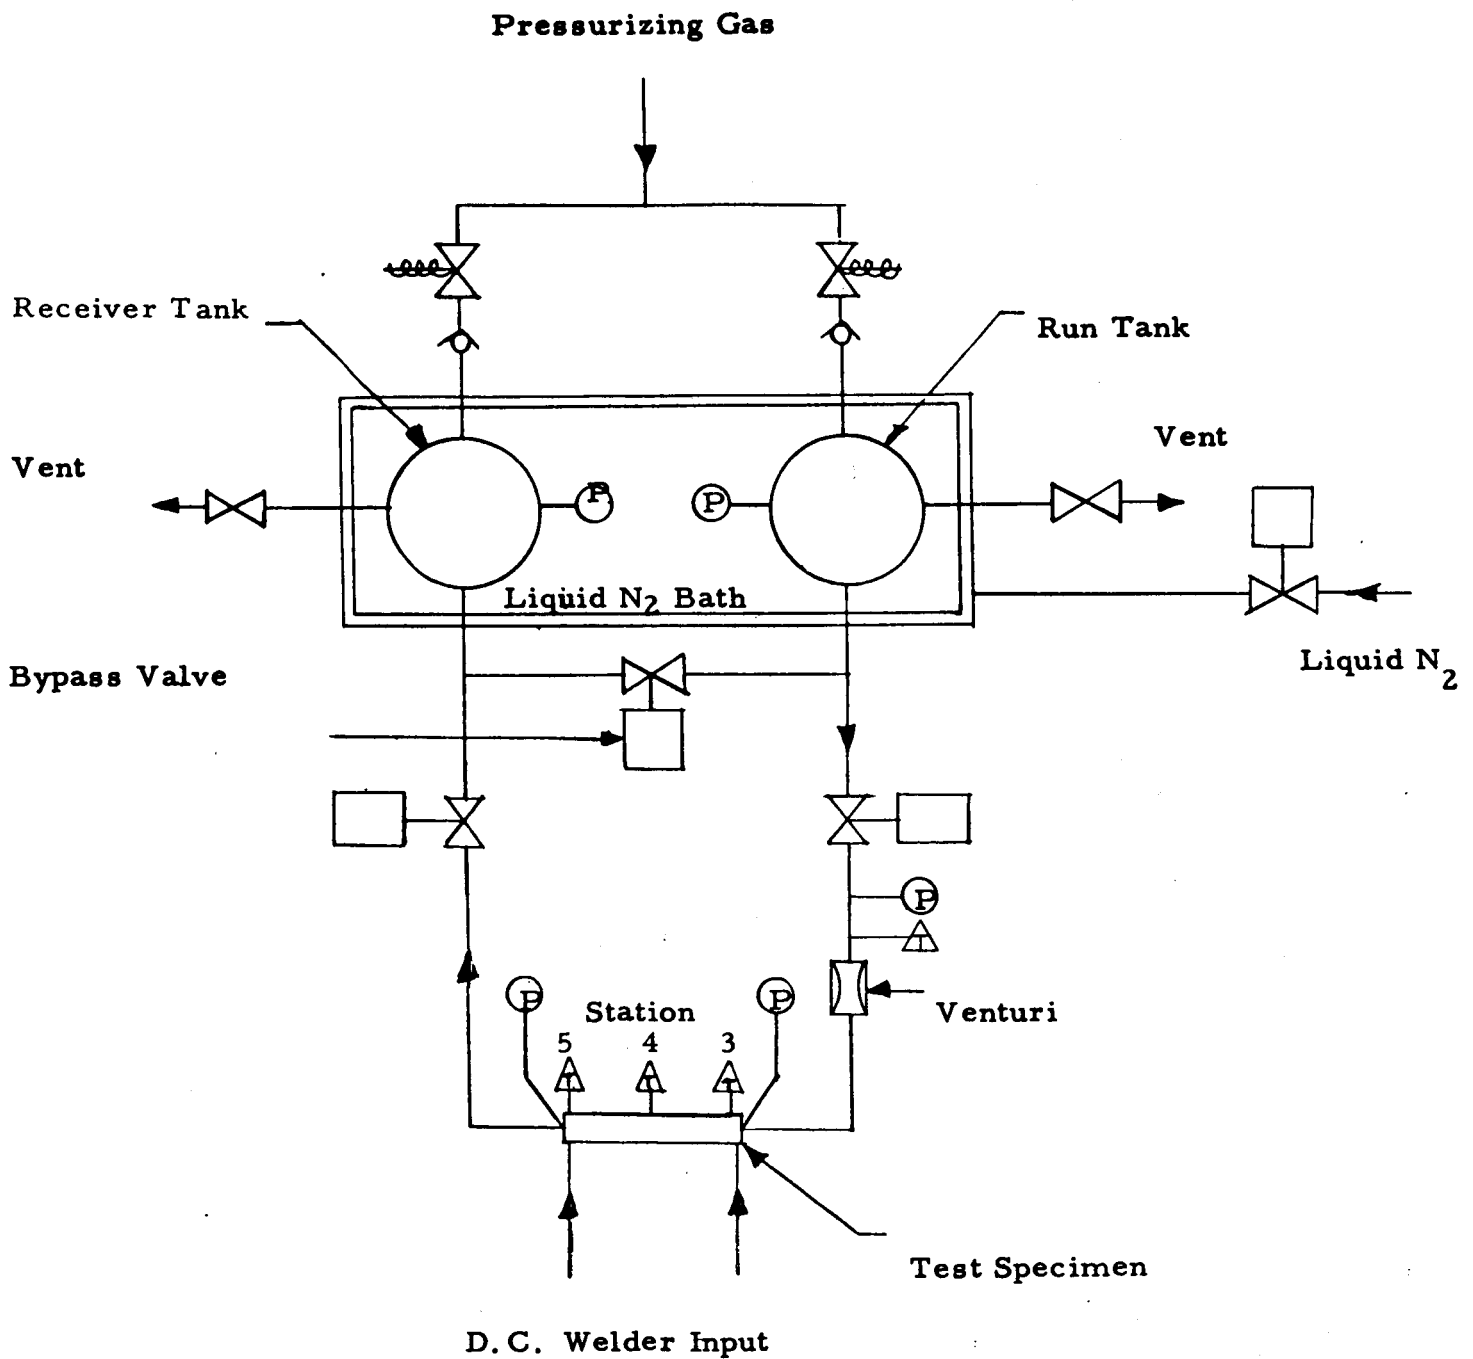 Pressurizing Gas
Receiver Tank
Run Tank
Vent
Vent
P
P
Liquid N2 Bath
Bypass Valve
Liquid N2
P
P
P
Station
Venturi
5 4 3
Test Specimen
D.C. Welder Input